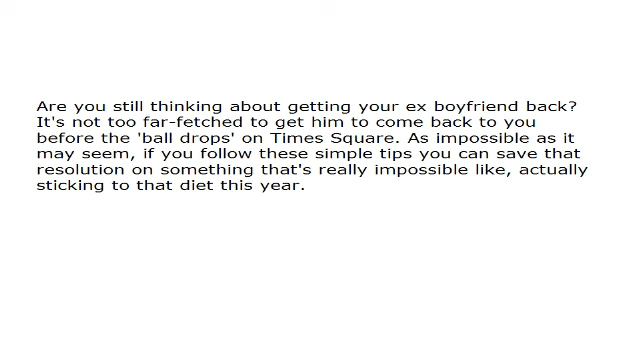 Are you still thinking about getting your ex boyfriend back?
It's not too far-fetched to get him to come back to you
before the 'ball drops' on Times Square. As impossible as it
may seem, if you follow these simple tips you can save that
resolution on something that's really impossible like, actually
sticking to that diet this year.